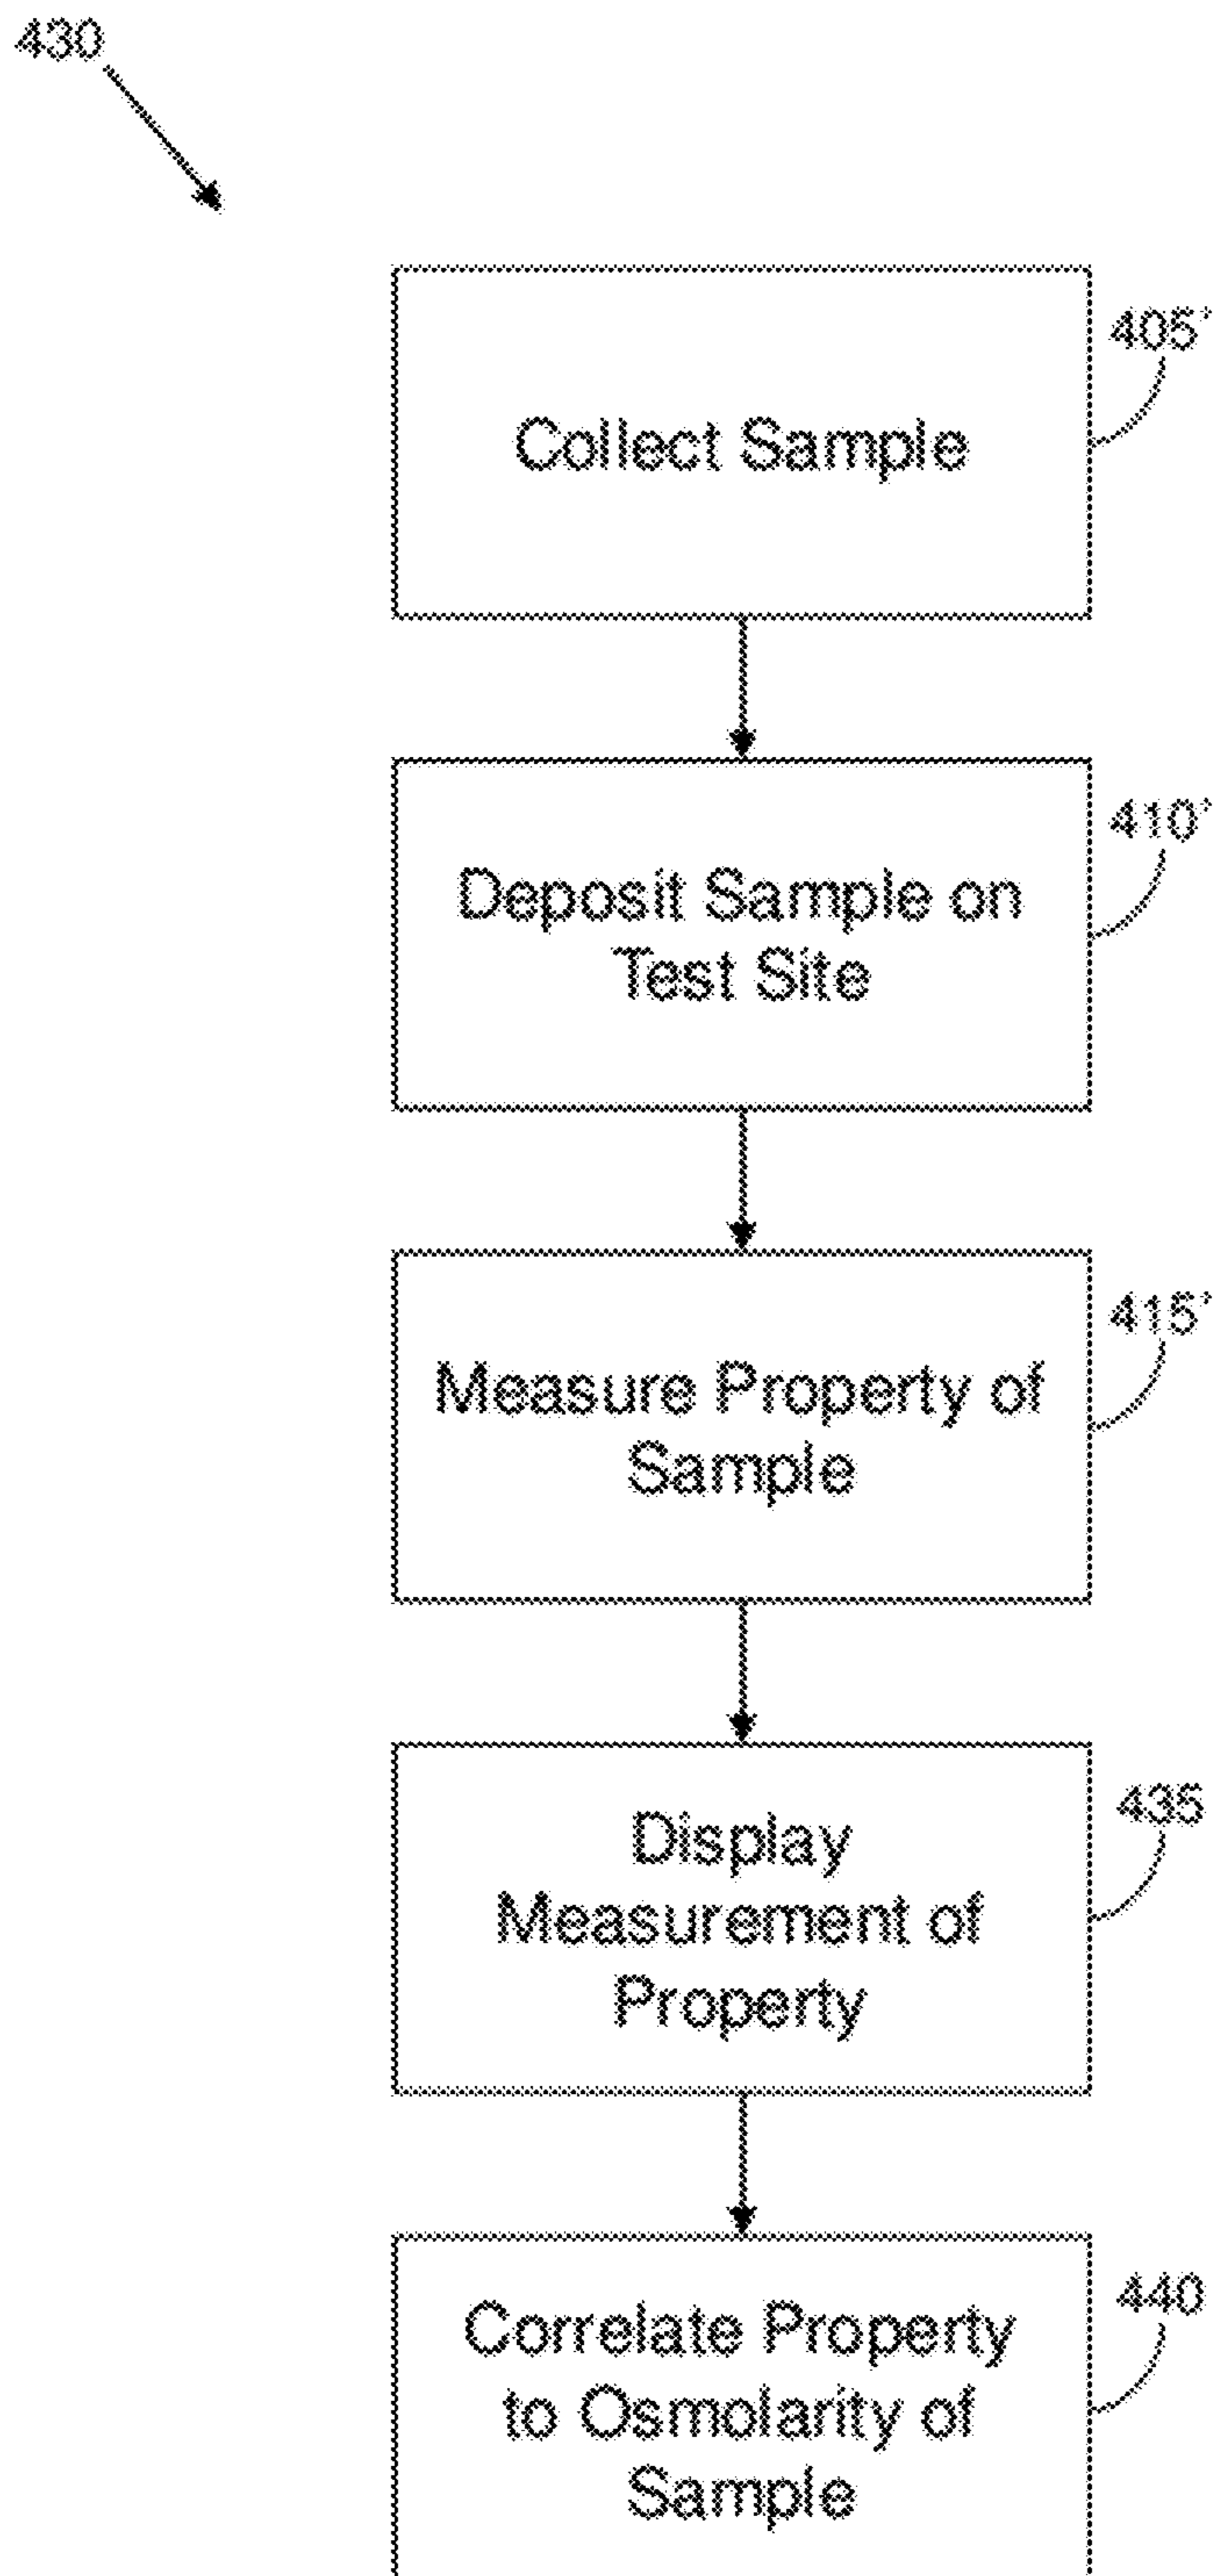 430
405'
Collect Sample
410'
Deposit Sample on
Test Site
415'
Measure Property of
Sample
435
Display
Measurement of
Property
440
Correlate Property
to Osmolarity of
Sample